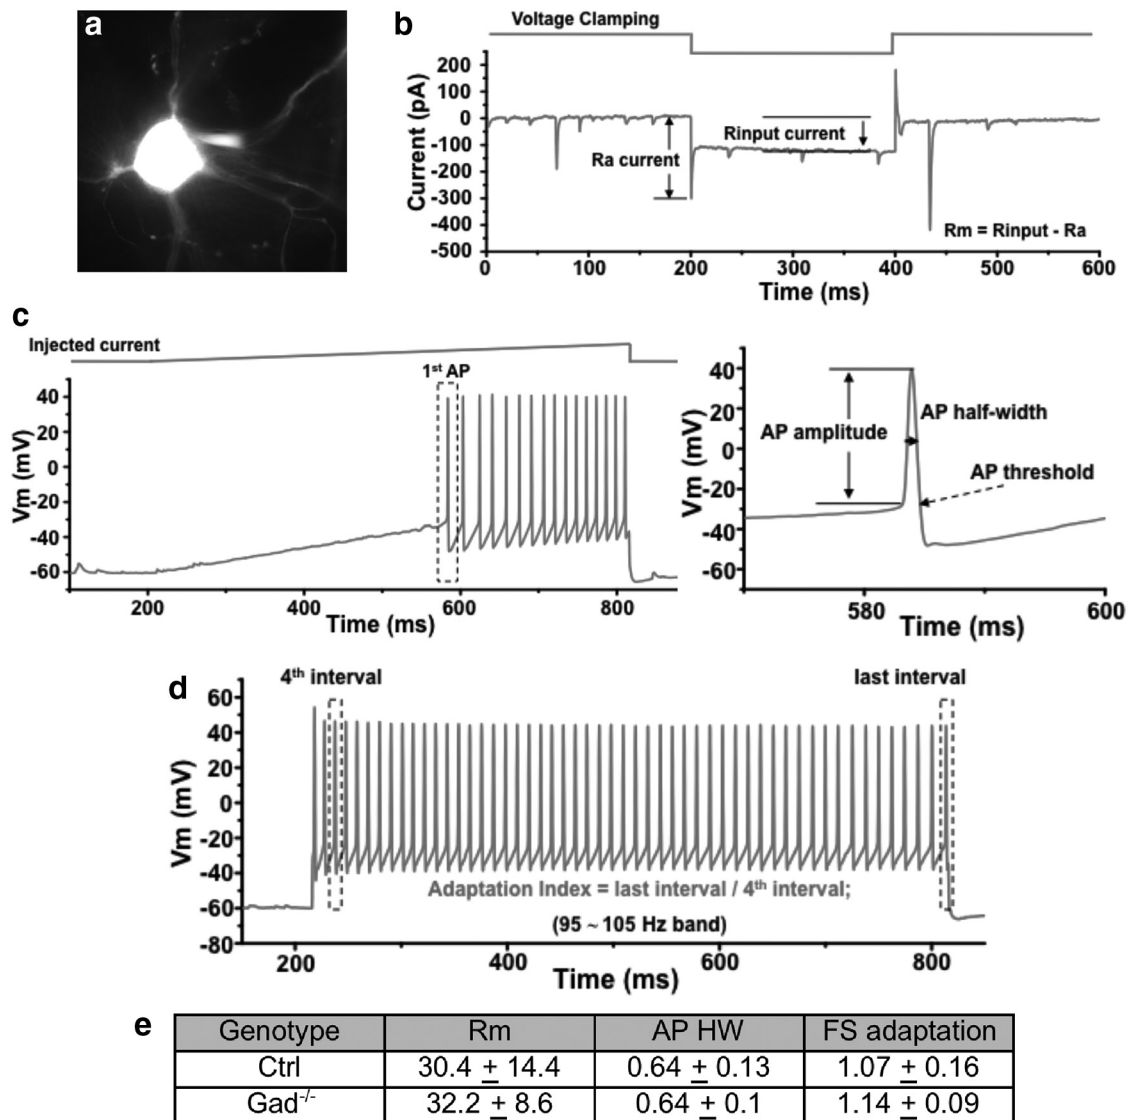 a
b
Voltage Clamping
200
100
0
-100
-200
-300
-400
-500
Current (pA)
Ra current
Rinput current
Rm = Rinput - Ra
0 100 200 300 400 500 600
Time (ms)
c
Injected current
1st AP
40
20
0
-20
-40
-60
Vm (mV)
200 400 600 800
Time (ms)
40
20
0
-20
-40
-60
Vm (mV)
AP amplitude
AP half-width
AP threshold
580 600
Time (ms)
d
4th interval last interval
60
40
20
0
-20
-40
-60
-80
Vm (mV)
Adaptation Index = last interval / 4th interval;
(95 ~ 105 Hz band)
200 400 600 800
Time (ms)
e
Genotype Rm AP HW FS adaptation
Ctrl 30.4 ± 14.4 0.64 ± 0.13 1.07 ± 0.16
Gad-/- 32.2 ± 8.6 0.64 ± 0.1 1.14 ± 0.09